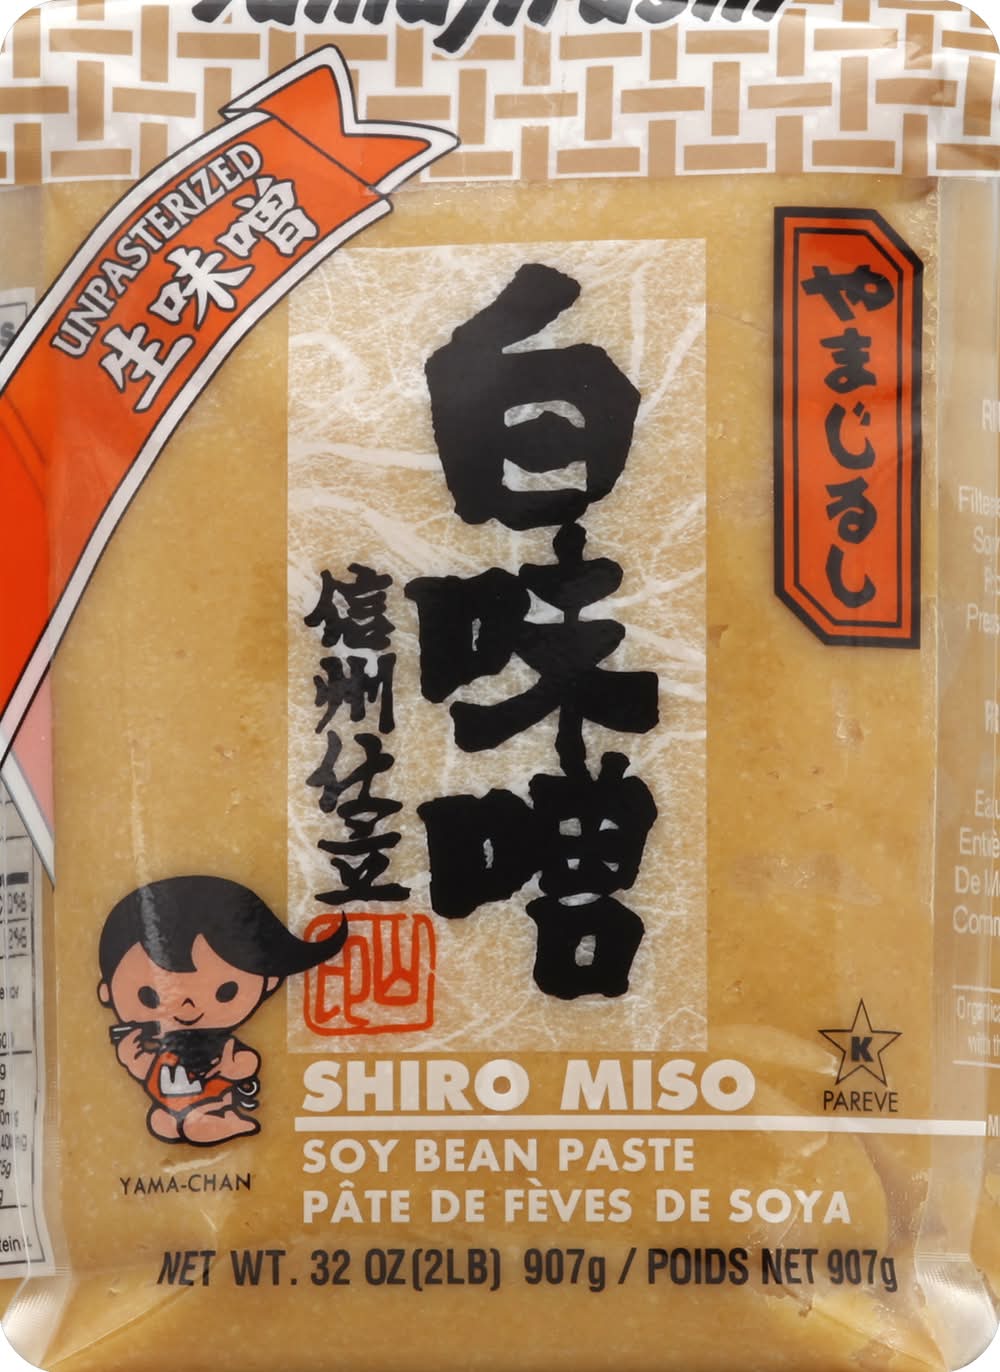 UNPASTERIZED
生味噌
やまじるし
白味噌
信州仕立
SHIRO MISO
SOY BEAN PASTE
PÂTE DE FÈVES DE SOYA
K
PAREVE
YAMA-CHAN
NET WT. 32 OZ(2LB) 907g / POIDS NET 907g